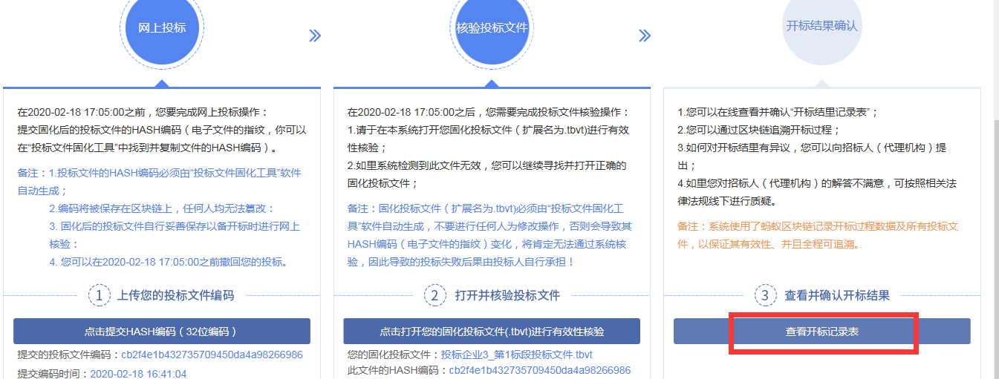 网上投标
核验投标文件
开标结果确认
在2020-02-18 17:05:00之前，您要完成网上投标操作：
提交固化后的投标文件的HASH编码（电子文件的指纹，你可以
在“投标文件固化工具”中找到并复制文件的HASH编码）。
备注：1.投标文件的HASH编码必须由“投标文件固化工具”软件
自动生成；
2.编码将被保存在区块链上，任何人均无法篡改：
3. 固化后的投标文件自行妥善保存以备开标时进行网上
核验：
4. 您可以在2020-02-18 17:05:00之前撤回您的投标。
1 上传您的投标文件编码
点击提交HASH编码（32位编码）
提交的投标文件编码：cb2f4e1b432735709450da4a98266986
提交编码时间：2020-02-18 16:41:04
在2020-02-18 17:05:00之后，您需要完成投标文件核验操作：
1.请于在本系统打开您固化投标文件（扩展名为.tbvt)进行有效
性核验；
2.如里系统检测到此文件无效，您可以继续寻找并打开正确的
固化投标文件；
备注：固化投标文件（扩展名为.tbvt)必须由“投标文件固化工
具”软件自动生成，不要进行任何人为修改操作，否则会导致其
HASH编码（电子文件的指纹）变化，将肯定无法通过系统核
验，因此导致的投标失败后果由投标人自行承担！
2 打开并核验投标文件
点击打开您的固化投标文件(.tbvt)进行有效性核验
您的固化投标文件：投标企业3_第1标段投标文件.tbvt
此文件的HASH编码：cb2f4e1b432735709450da4a98266986
1.您可以在线查看并确认“开标结里记录表”；
2.您可以通过区块链追溯开标过程；
3.如何对开标结里有异议，您可以向招标人（代理机构）提
出；
4.如里您对招标人（代理机构）的解答不满意，可按照相关法
律法规线下进行质疑。
备注：系统使用了蚂蚁区块链记录开标过程数据及所有投标文
件，以保证其有效性、并且全程可追溯。
3 查看并确认开标结果
查看开标记录表